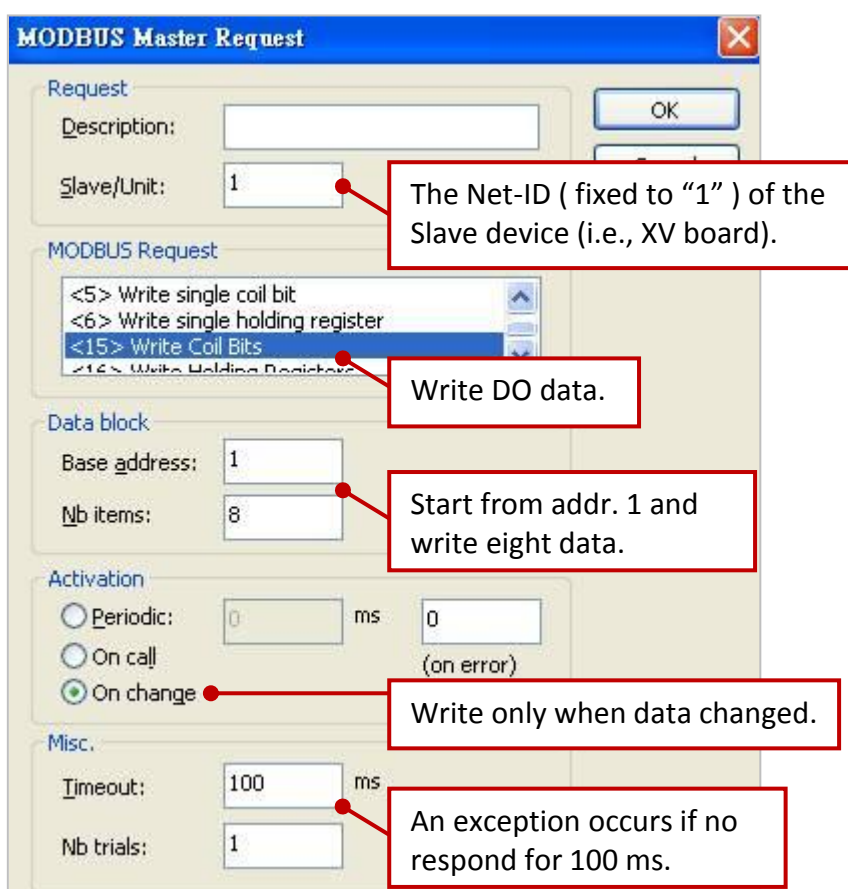 MODBUS Master Request
Request
OK
Description:
Slave/Unit:
1
The Net-ID ( fixed to “1” ) of the
Slave device (i.e., XV board).
MODBUS Request
<5> Write single coil bit
<6> Write single holding register
<15> Write Coil Bits
Write DO data.
Data block
Base address:
1
Nb items:
8
Start from addr. 1 and
write eight data.
Activation
Periodic:
0
ms
0
On call
(on error)
On change
Write only when data changed.
Misc.
Timeout:
100
ms
An exception occurs if no
respond for 100 ms.
Nb trials:
1